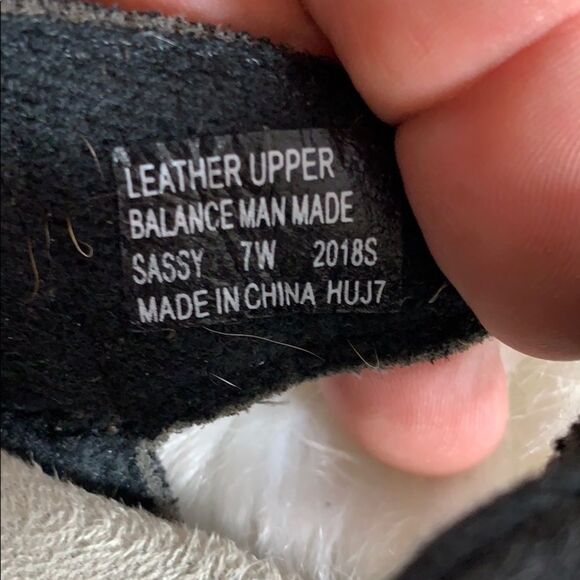 LEATHER UPPER
BALANCE MAN MADE
SASSY 7W 2018S
MADE IN CHINA HUJ7